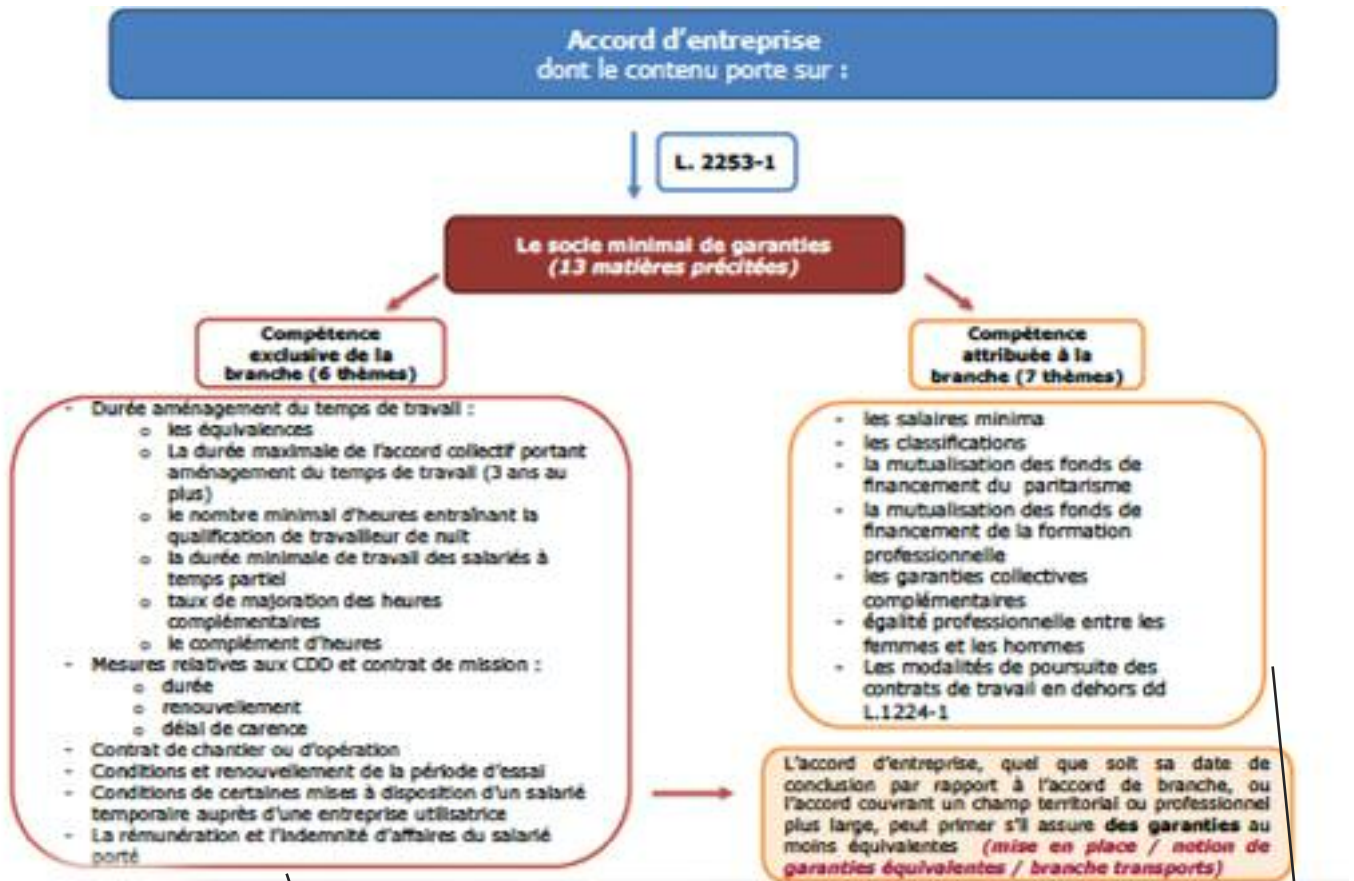 Accord d'entreprise
dont le contenu porte sur :
L. 2253-1
Le socle minimal de garanties
(13 matières précitées)
Compétence
exclusive de la
branche (6 thèmes)
- Durée aménagement du temps de travail :
o les équivalences
o La durée maximale de l'accord collectif portant
aménagement du temps de travail (3 ans au
plus)
o le nombre minimal d'heures entraînant la
qualification de travailleur de nuit
o la durée minimale de travail des salariés à
temps partiel
o taux de majoration des heures
complémentaires
o le complément d'heures
- Mesures relatives aux CDD et contrat de mission :
o durée
o renouvellement
o délai de carence
- Contrat de chantier ou d'opération
- Conditions et renouvellement de la période d'essai
- Conditions de certaines mises à disposition d'un salarié
temporaire auprès d'une entreprise utilisatrice
- La rémunération et l'indemnité d'affaires du salarié
porté
Compétence
attribuée à la
branche (7 thèmes)
- les salaires minima
- les classifications
- la mutualisation des fonds de
financement du paritarisme
- la mutualisation des fonds de
financement de la formation
professionnelle
- les garanties collectives
complémentaires
- égalité professionnelle entre les
femmes et les hommes
- Les modalités de poursuite des
contrats de travail en dehors dd
L.1224-1
L'accord d'entreprise, quel que soit sa date de
conclusion par rapport à l'accord de branche, ou
l'accord couvrant un champ territorial ou professionnel
plus large, peut primer s'il assure des garanties au
moins équivalentes (mise en place / notion de
garanties équivalentes / branche transports)